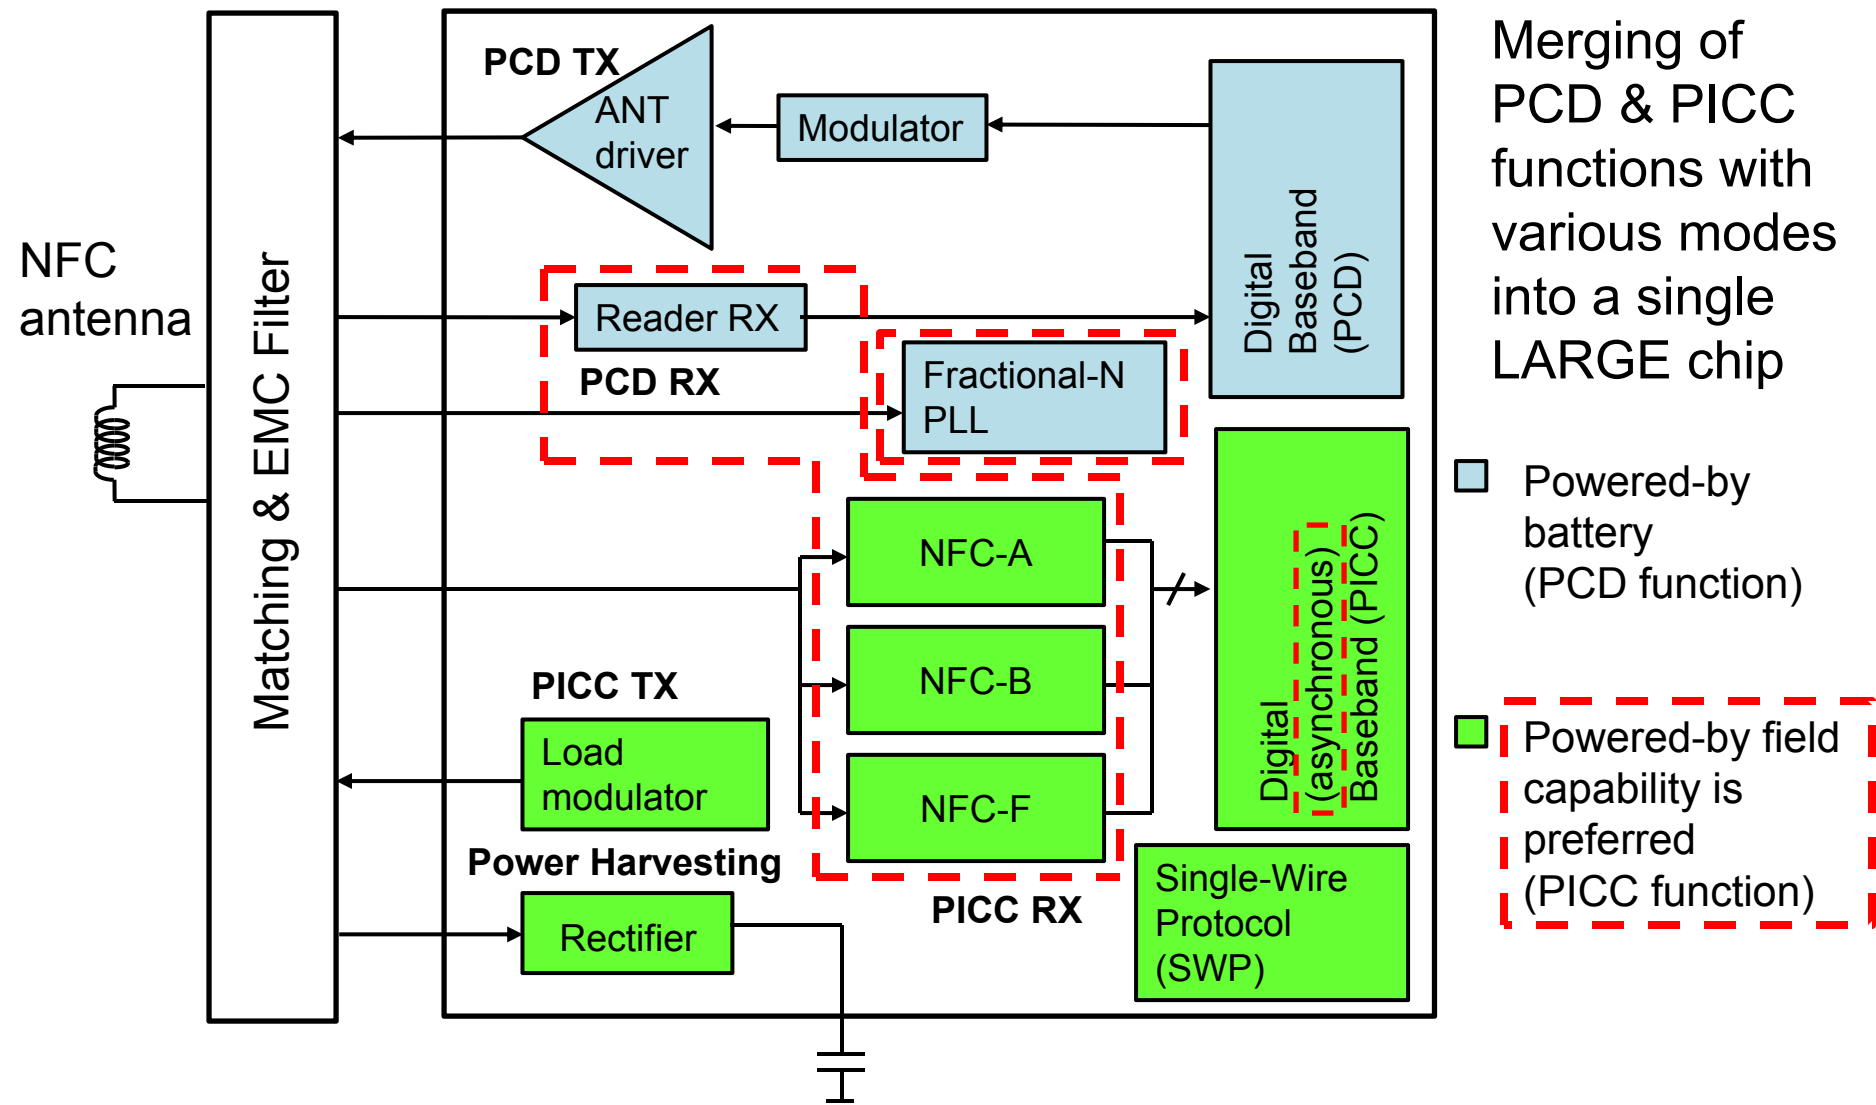 NFC
antenna
Matching & EMC Filter
PCD TX
ANT
driver
Modulator
Digital
Baseband
(PCD)
Reader RX
PCD RX
Fractional-N
PLL
NFC-A
NFC-B
NFC-F
PICC RX
Digital
(asynchronous)
Baseband (PICC)
PICC TX
Load
modulator
Power Harvesting
Rectifier
Single-Wire
Protocol
(SWP)
Merging of
PCD & PICC
functions with
various modes
into a single
LARGE chip
Powered-by
battery
(PCD function)
Powered-by field
capability is
preferred
(PICC function)